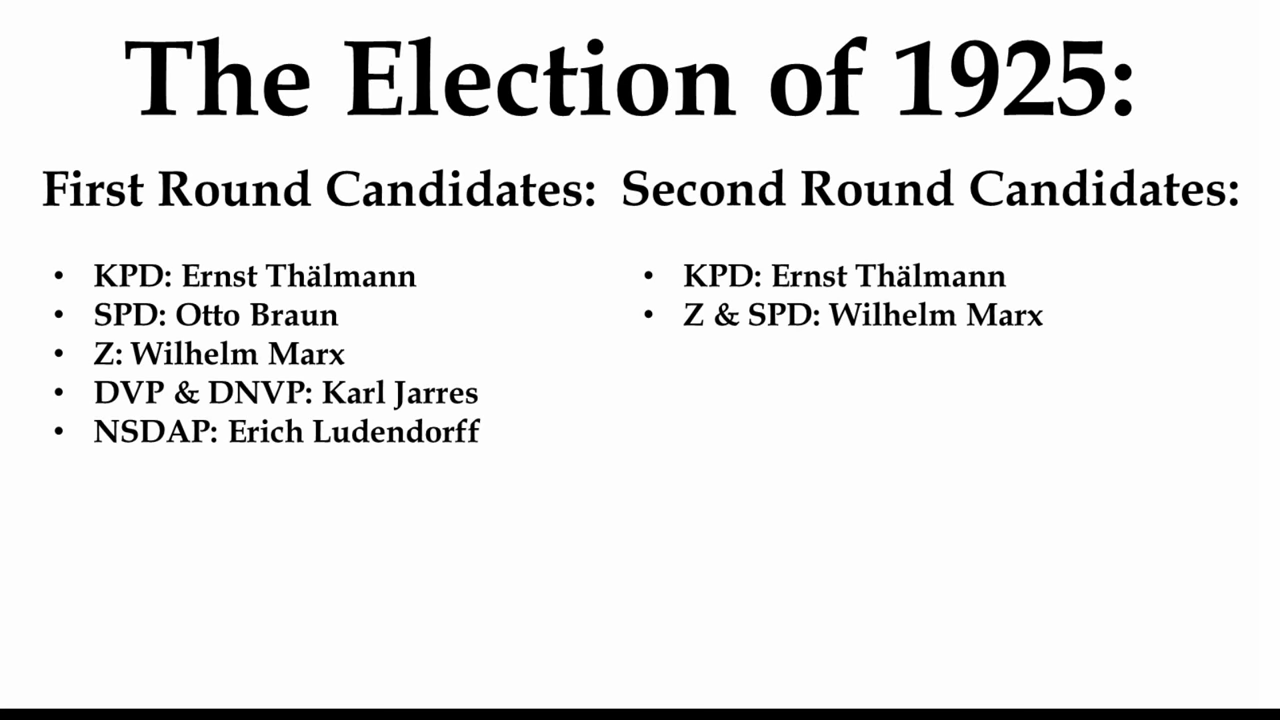 The Election of 1925:
First Round Candidates:
• KPD: Ernst Thälmann
• SPD: Otto Braun
• Z: Wilhelm Marx
• DVP & DNVP: Karl Jarres
• NSDAP: Erich Ludendorff
Second Round Candidates:
• KPD: Ernst Thälmann
• Z & SPD: Wilhelm Marx